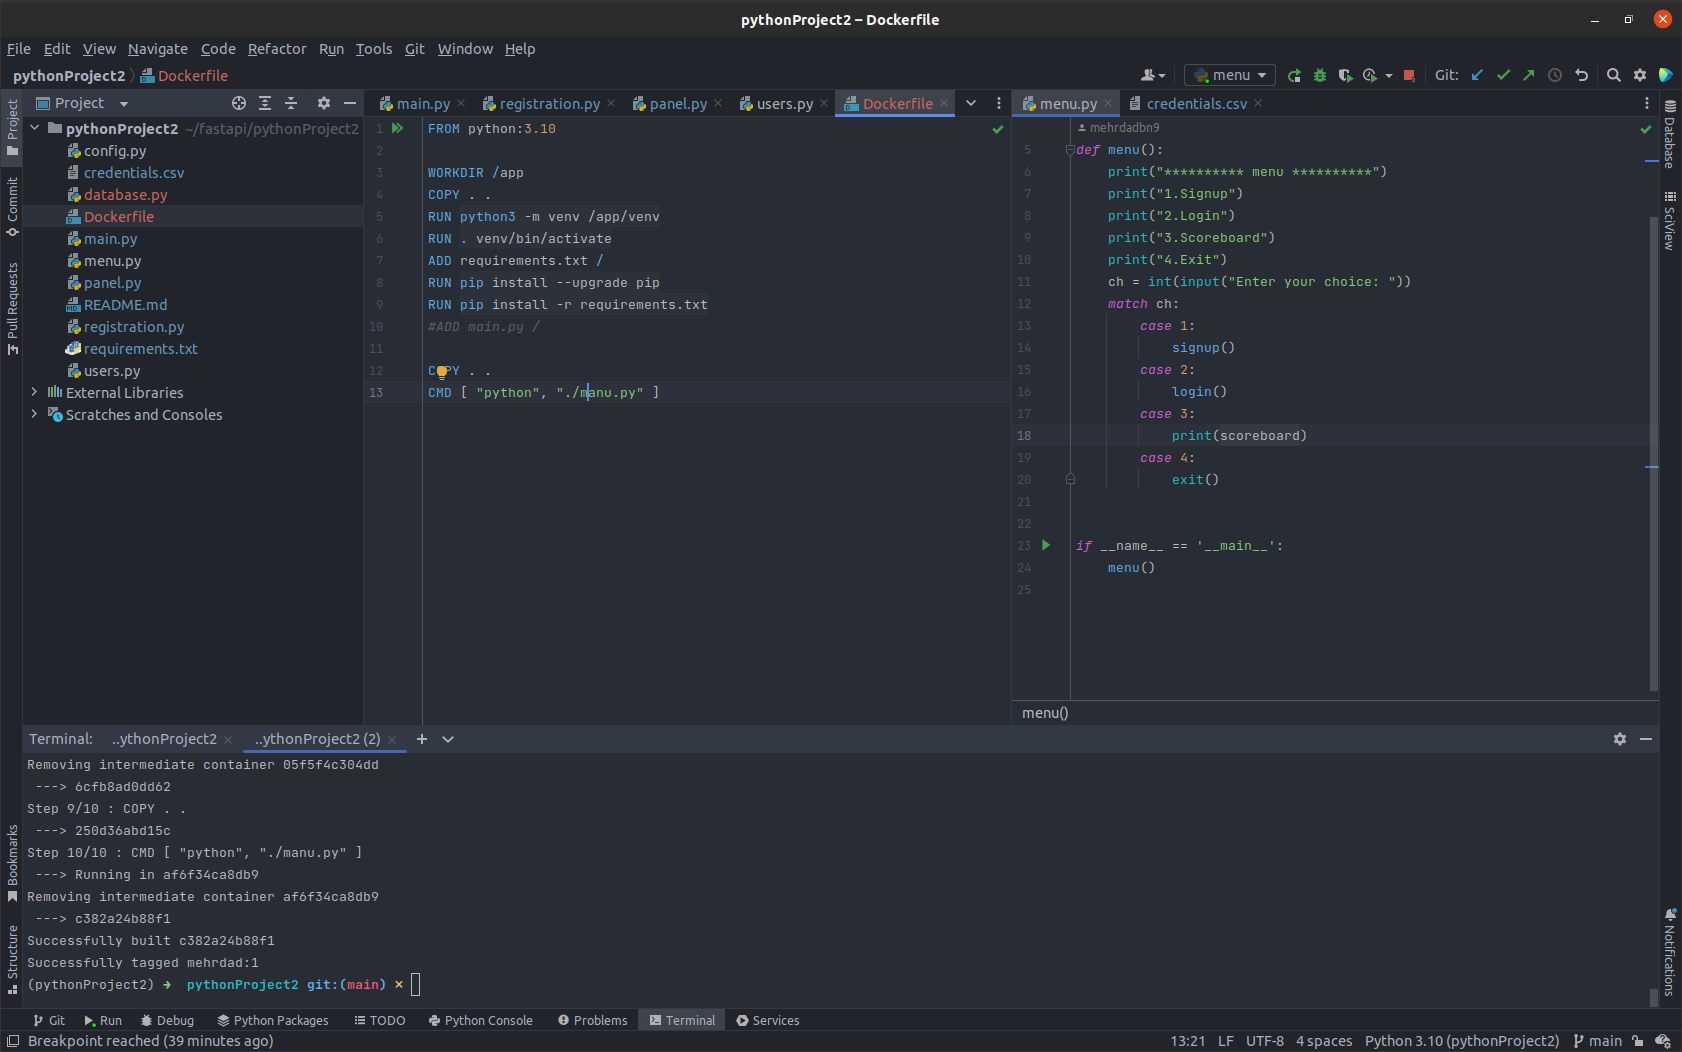 pythonProject2 – Dockerfile
File Edit View Navigate Code Refactor Run Tools Git Window Help
pythonProject2 Dockerfile
menu
Git:
Project
main.py registration.py panel.py users.py Dockerfile
menu.py credentials.csv
pythonProject2 ~/fastapi/pythonProject2
config.py
credentials.csv
database.py
Dockerfile
main.py
menu.py
panel.py
README.md
registration.py
requirements.txt
users.py
External Libraries
Scratches and Consoles
1 FROM python:3.10
2
3 WORKDIR /app
4 COPY . .
5 RUN python3 -m venv /app/venv
6 RUN . venv/bin/activate
7 ADD requirements.txt /
8 RUN pip install --upgrade pip
9 RUN pip install -r requirements.txt
10 #ADD main.py /
11
12 COPY . .
13 CMD [ "python", "./manu.py" ]
mehrdadbn9
5 def menu():
6 print("********** menu **********")
7 print("1.Signup")
8 print("2.Login")
9 print("3.Scoreboard")
10 print("4.Exit")
11 ch = int(input("Enter your choice: "))
12 match ch:
13 case 1:
14 signup()
15 case 2:
16 login()
17 case 3:
18 print(scoreboard)
19 case 4:
20 exit()
21
22
23 if __name__ == '__main__':
24 menu()
25
menu()
Project
Commit
Pull Requests
Bookmarks
Structure
Database
SciView
Notifications
Terminal: ..ythonProject2 ..ythonProject2 (2)
Removing intermediate container 05f5f4c304dd
---> 6cfb8ad0dd62
Step 9/10 : COPY . .
---> 250d36abd15c
Step 10/10 : CMD [ "python", "./manu.py" ]
---> Running in af6f34ca8db9
Removing intermediate container af6f34ca8db9
---> c382a24b88f1
Successfully built c382a24b88f1
Successfully tagged mehrdad:1
(pythonProject2) ➜ pythonProject2 git:(main) ✗
Git Run Debug Python Packages TODO Python Console Problems Terminal Services
Breakpoint reached (39 minutes ago)
13:21 LF UTF-8 4 spaces Python 3.10 (pythonProject2) main